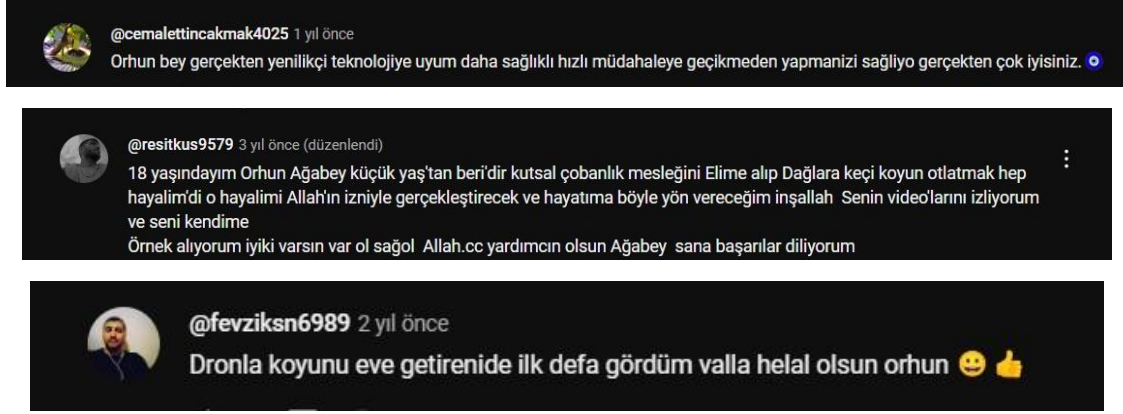 @cemalettincakmak4025 1 yıl önce
Orhun bey gerçekten yenilikçi teknolojiye uyum daha sağlıklı hızlı müdahaleye geçikmeden yapmanizi sağliyo gerçekten çok iyisiniz. 🧿
@resitkus9579 3 yıl önce (düzenlendi)
18 yaşındayım Orhun Ağabey küçük yaş'tan beri'dir kutsal çobanlık mesleğini Elime alıp Dağlara keçi koyun otlatmak hep
hayalim'di o hayalimi Allah'ın izniyle gerçekleştirecek ve hayatıma böyle yön vereceğim inşallah Senin video'larını izliyorum
ve seni kendime
Örnek alıyorum iyiki varsın var ol sağol Allah.cc yardımcın olsun Ağabey sana başarılar diliyorum
@fevziksn6989 2 yıl önce
Dronla koyunu eve getirenide ilk defa gördüm valla helal olsun orhun 😀 👍